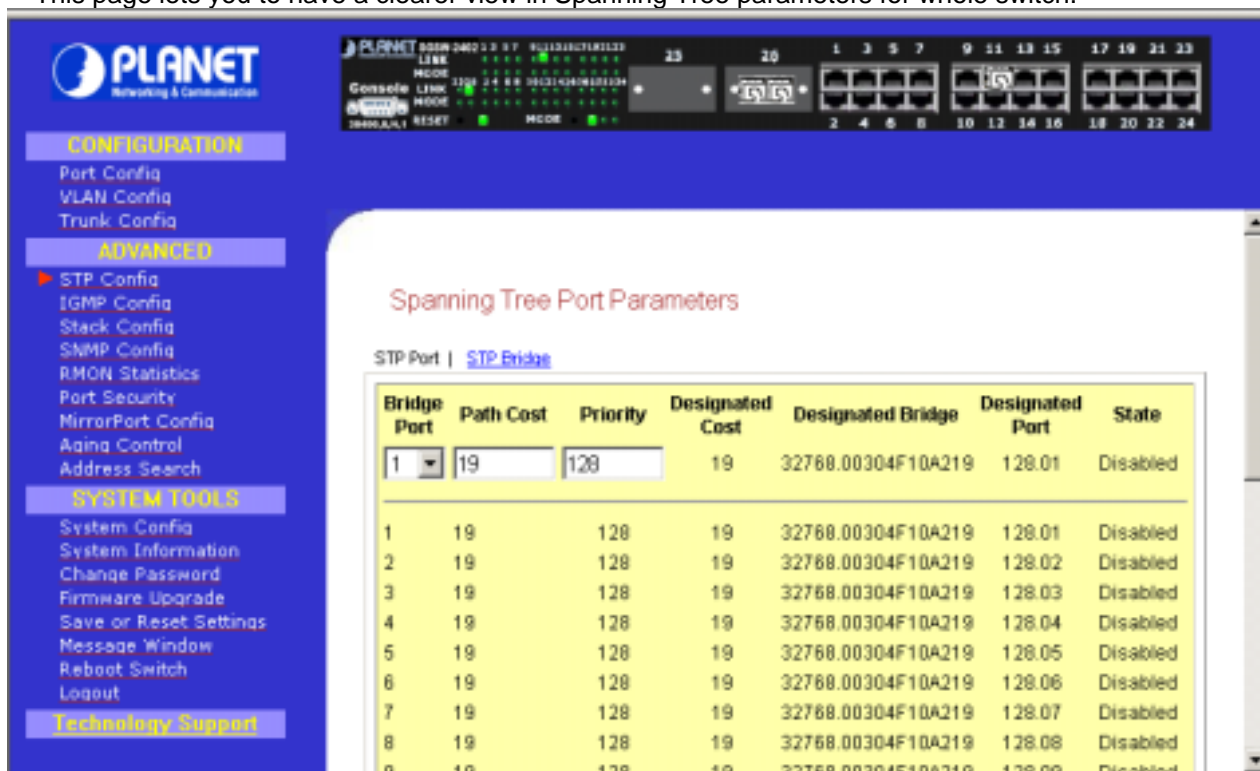 This page lets you to have a clearer view in Spanning Tree parameters for whole switch.
PLANET
Networking & Communication
PLANET
LINK
Console LINK
RESET
25 26
1 3 5 7 9 11 13 15 17 19 21 23
2 4 6 8 10 12 14 16 18 20 22 24
CONFIGURATION
Port Config
VLAN Config
Trunk Config
ADVANCED
STP Config
IGMP Config
Stack Config
SNMP Config
RMON Statistics
Port Security
MirrorPort Config
Aging Control
Address Search
SYSTEM TOOLS
System Config
System Information
Change Password
Firmware Upgrade
Save or Reset Settings
Message Window
Reboot Switch
Logout
Technology Support
Spanning Tree Port Parameters
STP Port | STP Bridge
Bridge Port Path Cost Priority Designated Cost Designated Bridge Designated Port State
1 19 128 19 32768.00304F10A219 128.01 Disabled
1 19 128 19 32768.00304F10A219 128.01 Disabled
2 19 128 19 32768.00304F10A219 128.02 Disabled
3 19 128 19 32768.00304F10A219 128.03 Disabled
4 19 128 19 32768.00304F10A219 128.04 Disabled
5 19 128 19 32768.00304F10A219 128.05 Disabled
6 19 128 19 32768.00304F10A219 128.06 Disabled
7 19 128 19 32768.00304F10A219 128.07 Disabled
8 19 128 19 32768.00304F10A219 128.08 Disabled